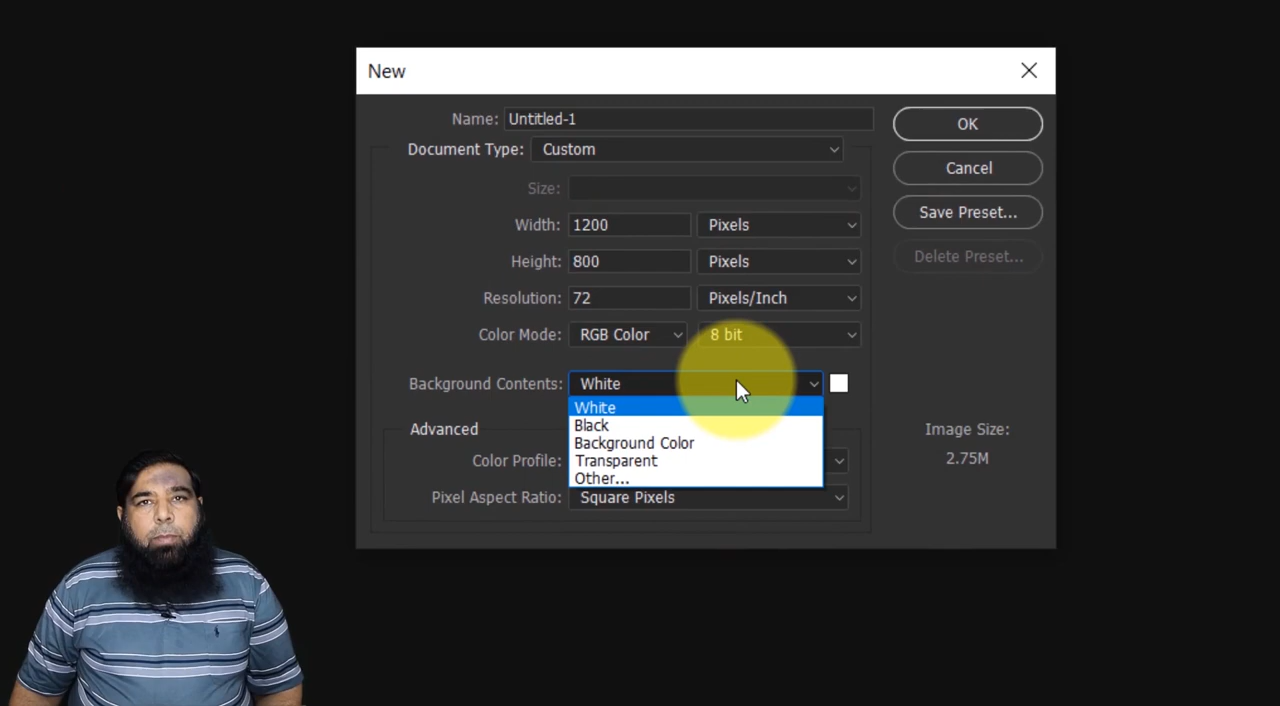 New
Name: Untitled-1
OK
Document Type: Custom
Cancel
Size:
Save Preset...
Width: 1200 Pixels
Delete Preset...
Height: 800 Pixels
Resolution: 72 Pixels/Inch
Color Mode: RGB Color 8 bit
Background Contents: White
White
Black
Background Color
Transparent
Other...
Advanced
Color Profile:
Pixel Aspect Ratio: Square Pixels
Image Size:
2.75M